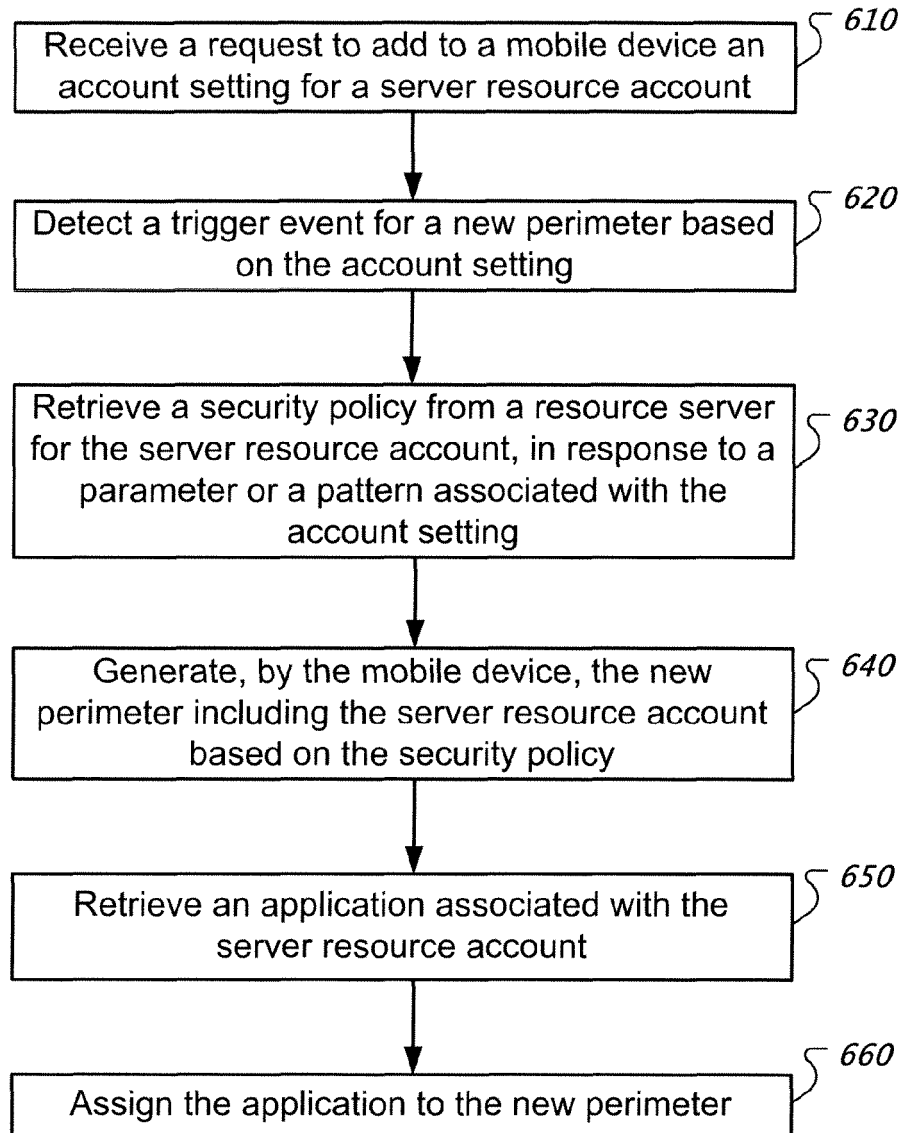 610
Receive a request to add to a mobile device an
account setting for a server resource account
620
Detect a trigger event for a new perimeter based
on the account setting
630
Retrieve a security policy from a resource server
for the server resource account, in response to a
parameter or a pattern associated with the
account setting
640
Generate, by the mobile device, the new
perimeter including the server resource account
based on the security policy
650
Retrieve an application associated with the
server resource account
660
Assign the application to the new perimeter